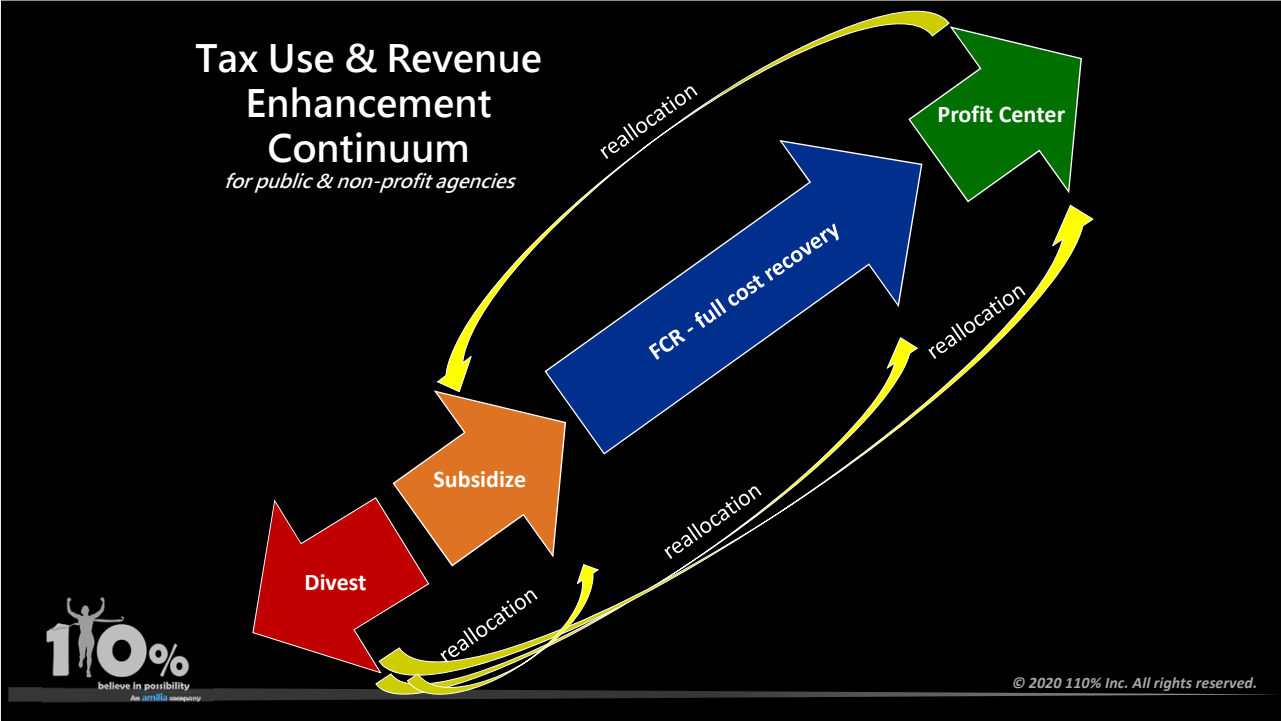 Tax Use & Revenue
Enhancement
Continuum
for public & non-profit agencies
reallocation
Profit Center
FCR - full cost recovery
reallocation
Subsidize
reallocation
Divest
reallocation
110%
believe in possibility
An amilia company
© 2020 110% Inc. All rights reserved.